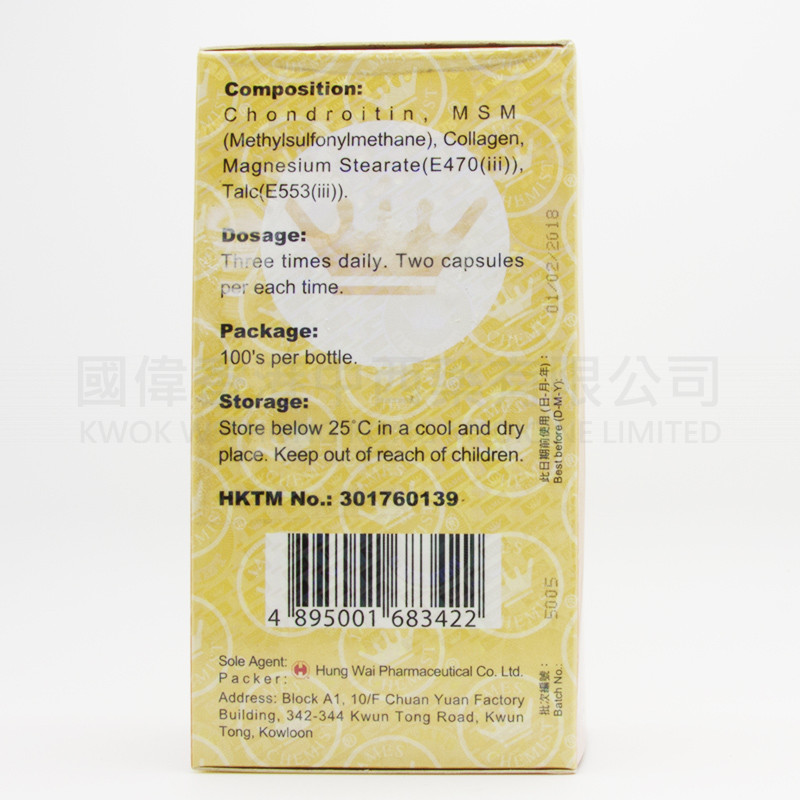 Composition:
Chondroitin, MSM
(Methylsulfonylmethane), Collagen,
Magnesium Stearate(E470(iii)),
Talc(E553(iii)).
Dosage:
Three times daily. Two capsules
per each time.
Package:
100's per bottle.
Storage:
Store below 25°C in a cool and dry
place. Keep out of reach of children.
HKTM No.: 301760139
4 895001 683422
Sole Agent:
Packer:
Hung Wai Pharmaceutical Co. Ltd.
Address: Block A1, 10/F Chuan Yuan Factory
Building, 342-344 Kwun Tong Road, Kwun
Tong, Kowloon
01/02/2018
此日期前使用(日-月-年):
Best before (D-M-Y):
5005
批次編號:
Batch No.:
國偉 有限公司
KWOK LIMITED